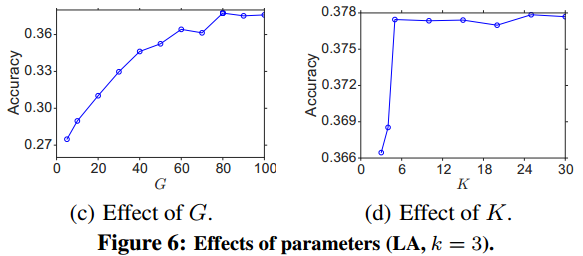 Accuracy
0.36
0.33
0.30
0.27
0 20 40 60 80 100
G
(c) Effect of G.
Accuracy
0.378
0.375
0.372
0.369
0.366
0 6 12 18 24 30
K
(d) Effect of K.
Figure 6: Effects of parameters (LA, k = 3).